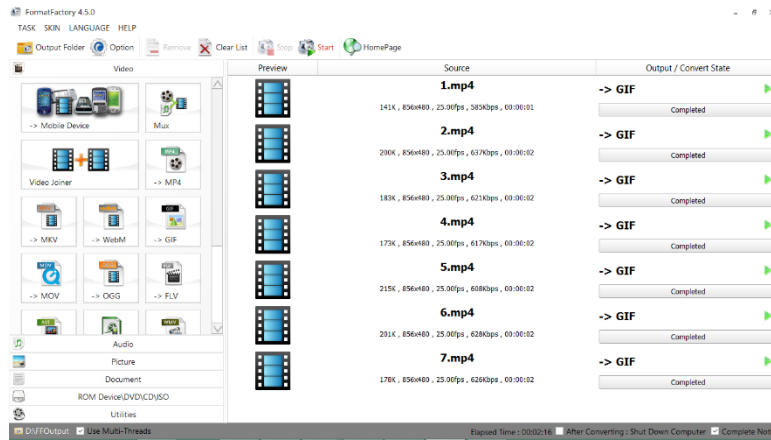 FormatFactory 4.5.0
TASK SKIN LANGUAGE HELP
Output Folder Option Remove Clear List Stop Start HomePage
Video
-> Mobile Device Mux
Video Joiner -> MP4
-> MKV -> WebM -> GIF
-> MOV -> OGG -> FLV
Audio
Picture
Document
ROM Device\DVD\CD\ISO
Utilities
Preview Source Output / Convert State
1.mp4 -> GIF
141K , 856x480 , 25.00fps , 585Kbps , 00:00:01 Completed
2.mp4 -> GIF
200K , 856x480 , 25.00fps , 637Kbps , 00:00:02 Completed
3.mp4 -> GIF
183K , 856x480 , 25.00fps , 621Kbps , 00:00:02 Completed
4.mp4 -> GIF
173K , 856x480 , 25.00fps , 617Kbps , 00:00:02 Completed
5.mp4 -> GIF
215K , 856x480 , 25.00fps , 608Kbps , 00:00:02 Completed
6.mp4 -> GIF
201K , 856x480 , 25.00fps , 628Kbps , 00:00:02 Completed
7.mp4 -> GIF
178K , 856x480 , 25.00fps , 626Kbps , 00:00:02 Completed
D:\FFOutput Use Multi-Threads Elapsed Time : 00:02:16 After Converting : Shut Down Computer Complete Not